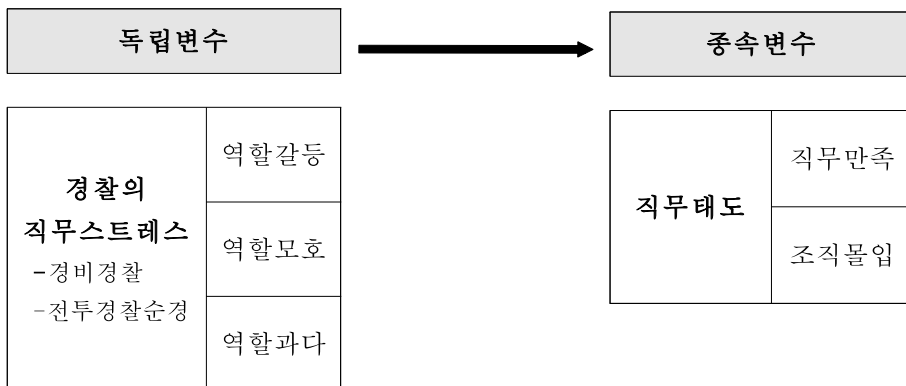 독립변수
종속변수
경찰의
직무스트레스
-경비경찰
-전투경찰순경
역할갈등
역할모호
역할과다
직무태도
직무만족
조직몰입